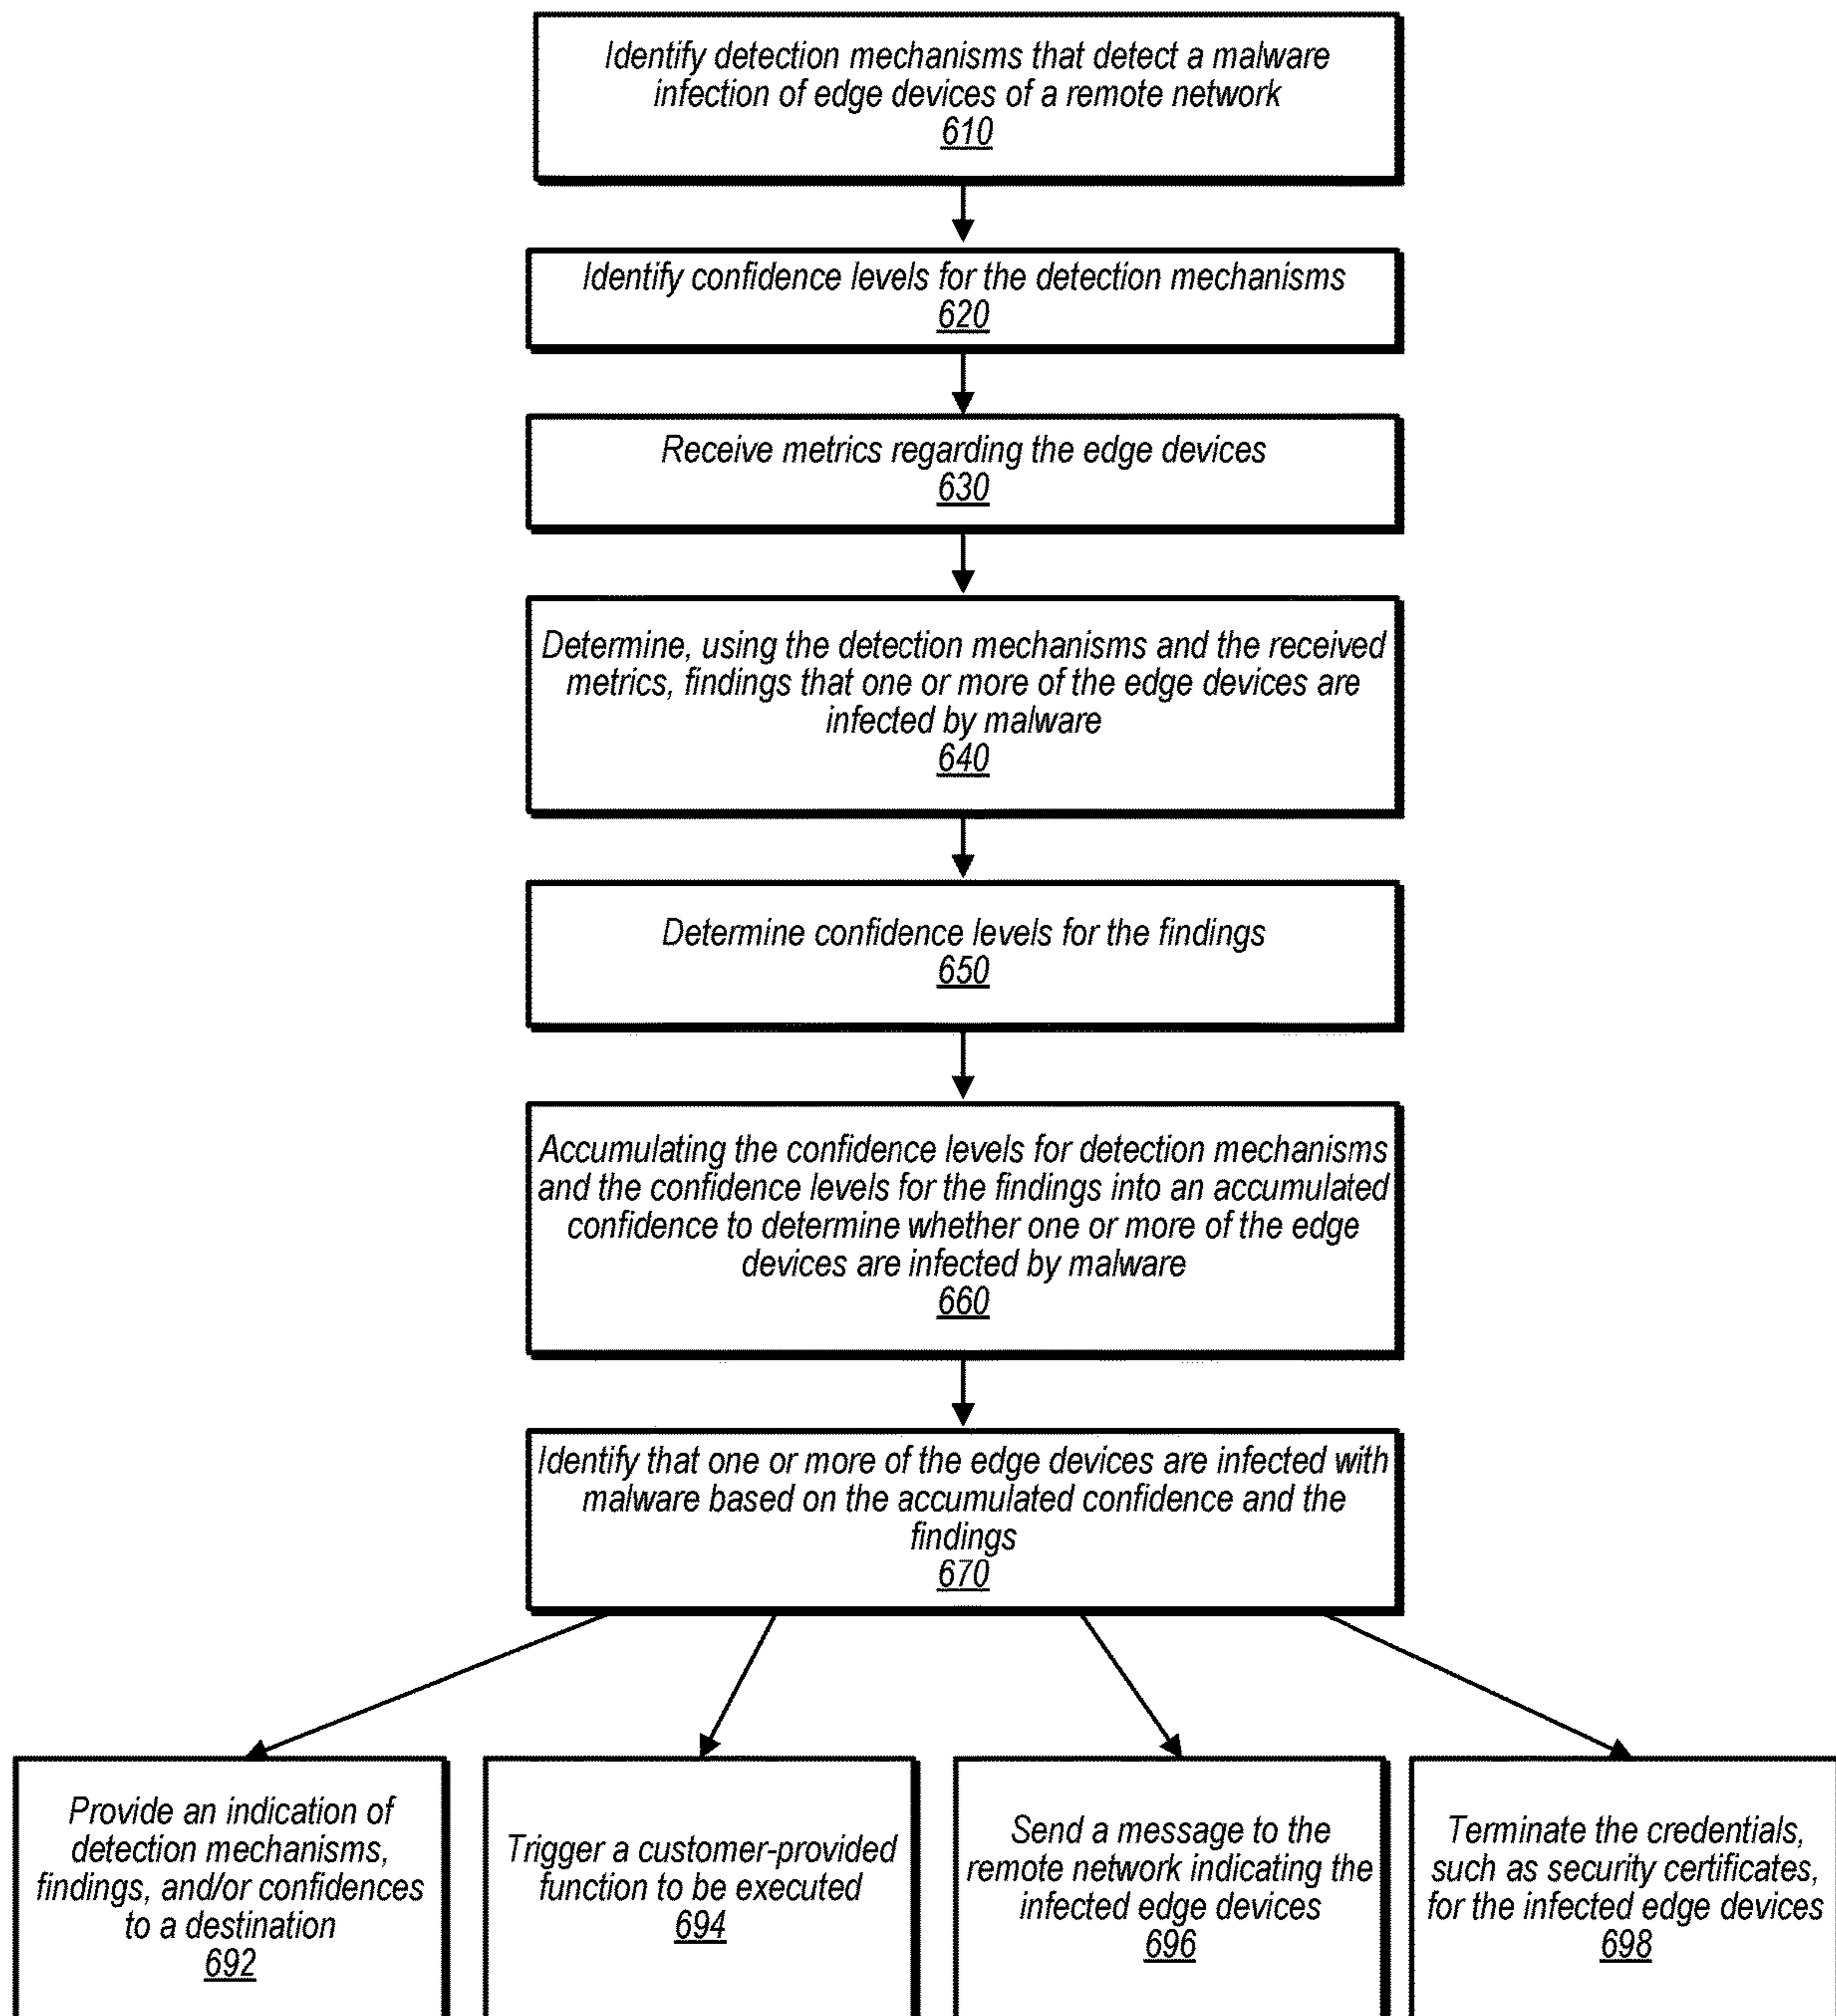 Identify detection mechanisms that detect a malware
infection of edge devices of a remote network
610
Identify confidence levels for the detection mechanisms
620
Receive metrics regarding the edge devices
630
Determine, using the detection mechanisms and the received
metrics, findings that one or more of the edge devices are
infected by malware
640
Determine confidence levels for the findings
650
Accumulating the confidence levels for detection mechanisms
and the confidence levels for the findings into an accumulated
confidence to determine whether one or more of the edge
devices are infected by malware
660
Identify that one or more of the edge devices are infected with
malware based on the accumulated confidence and the
findings
670
Provide an indication of
detection mechanisms,
findings, and/or confidences
to a destination
692
Trigger a customer-provided
function to be executed
694
Send a message to the
remote network indicating the
infected edge devices
696
Terminate the credentials,
such as security certificates,
for the infected edge devices
698